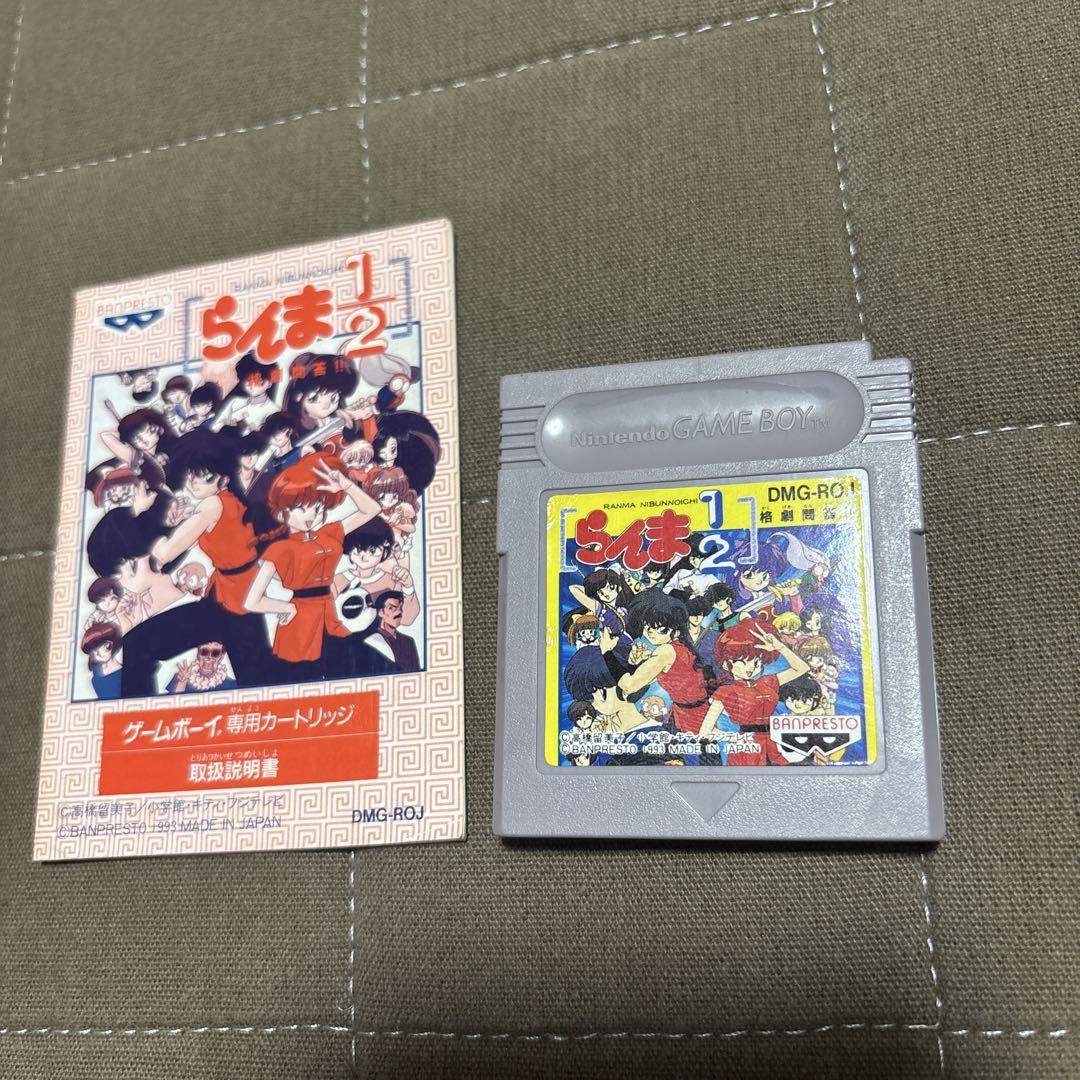 BANPRESTO
RANMA NIBUNNOICHI
らんま1/2
格劇問答!!
ゲームボーイ®専用カートリッジ
せんよう
とりあつかいせつめいしょ
取扱説明書
©高橋留美子/小学館・キティ・フジテレビ
©BANPRESTO 1993 MADE IN JAPAN
DMG-ROJ
Nintendo GAME BOY™
RANMA NIBUNNOICHI
DMG-ROJ
らんま1/2
格劇問答!!
BANPRESTO
©高橋留美子/小学館・キティ・フジテレビ
©BANPRESTO 1993 MADE IN JAPAN